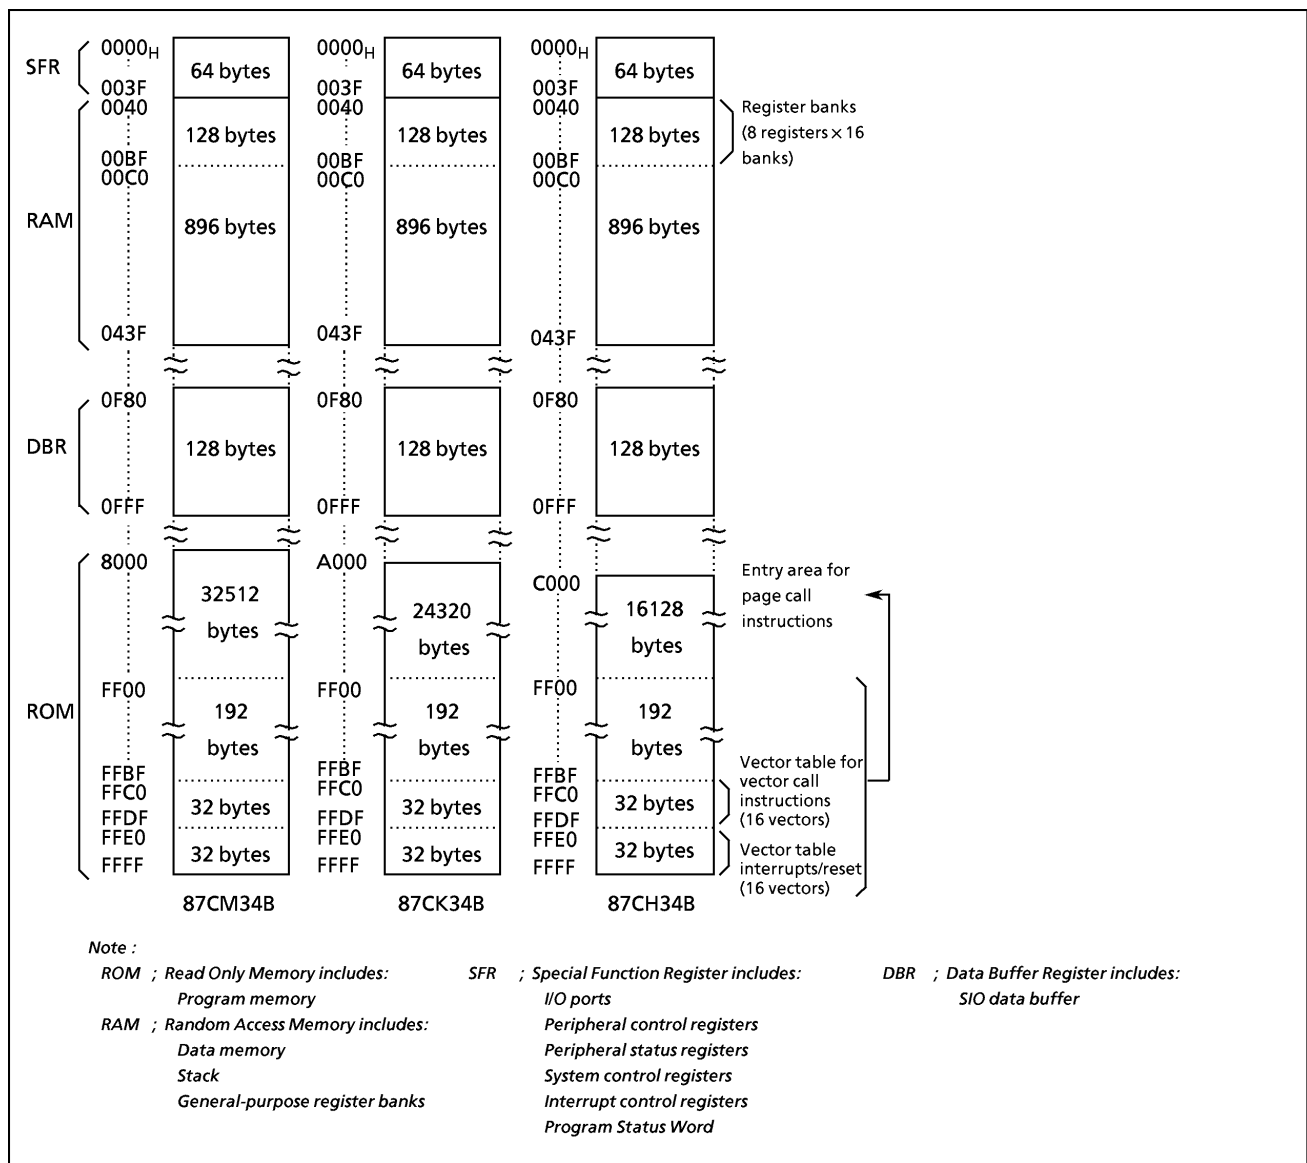 SFR
RAM
DBR
ROM
0000H
003F
0040
00BF
00C0
043F
0F80
0FFF
8000
FF00
FFBF
FFC0
FFDF
FFE0
FFFF
64 bytes
128 bytes
896 bytes
128 bytes
32512
bytes
192
bytes
32 bytes
32 bytes
87CM34B
0000H
003F
0040
00BF
00C0
043F
0F80
0FFF
A000
FF00
FFBF
FFC0
FFDF
FFE0
FFFF
64 bytes
128 bytes
896 bytes
128 bytes
24320
bytes
192
bytes
32 bytes
32 bytes
87CK34B
0000H
003F
0040
00BF
00C0
043F
0F80
0FFF
C000
FF00
FFBF
FFC0
FFDF
FFE0
FFFF
64 bytes
128 bytes
896 bytes
128 bytes
16128
bytes
192
bytes
32 bytes
32 bytes
87CH34B
Register banks
(8 registers × 16
banks)
Entry area for
page call
instructions
Vector table for
vector call
instructions
(16 vectors)
Vector table
interrupts/reset
(16 vectors)
Note :
ROM ; Read Only Memory includes:
Program memory
RAM ; Random Access Memory includes:
Data memory
Stack
General-purpose register banks
SFR ; Special Function Register includes:
I/O ports
Peripheral control registers
Peripheral status registers
System control registers
Interrupt control registers
Program Status Word
DBR ; Data Buffer Register includes:
SIO data buffer